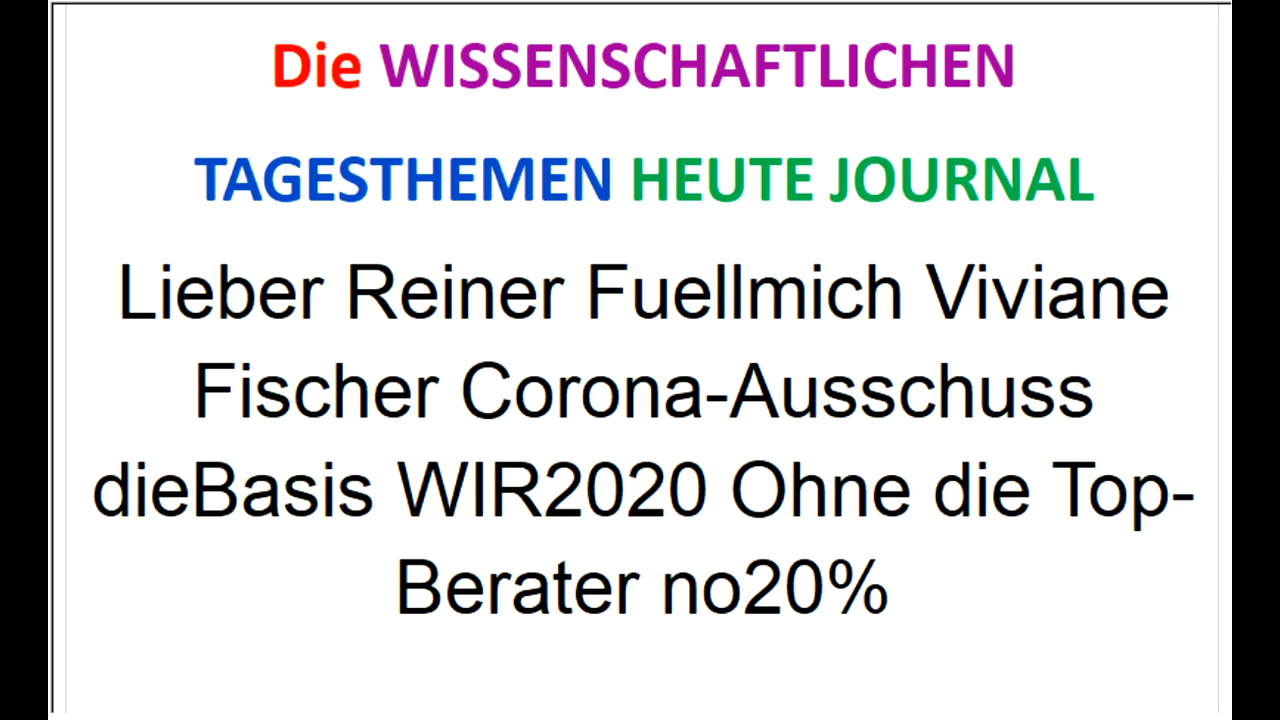 Die WISSENSCHAFTLICHEN
TAGESTHEMEN HEUTE JOURNAL
Lieber Reiner Fuellmich Viviane
Fischer Corona-Ausschuss
dieBasis WIR2020 Ohne die Top-
Berater no20%